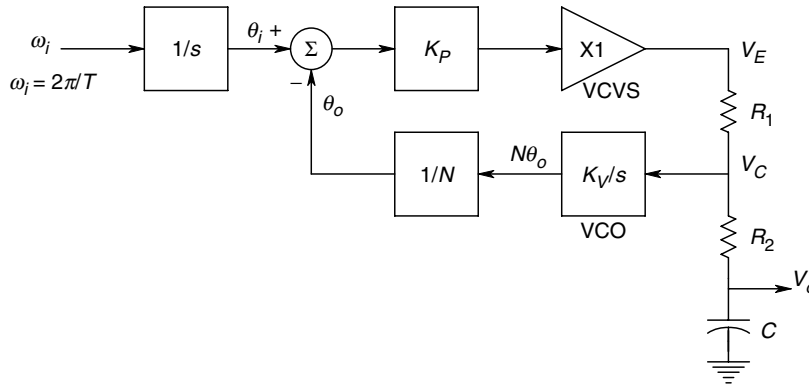 ωi
ωi = 2π/T
1/s
θi +
Σ
−
θo
KP
X1
VCVS
VE
R1
VC
1/N
Nθo
KV/s
VCO
R2
C